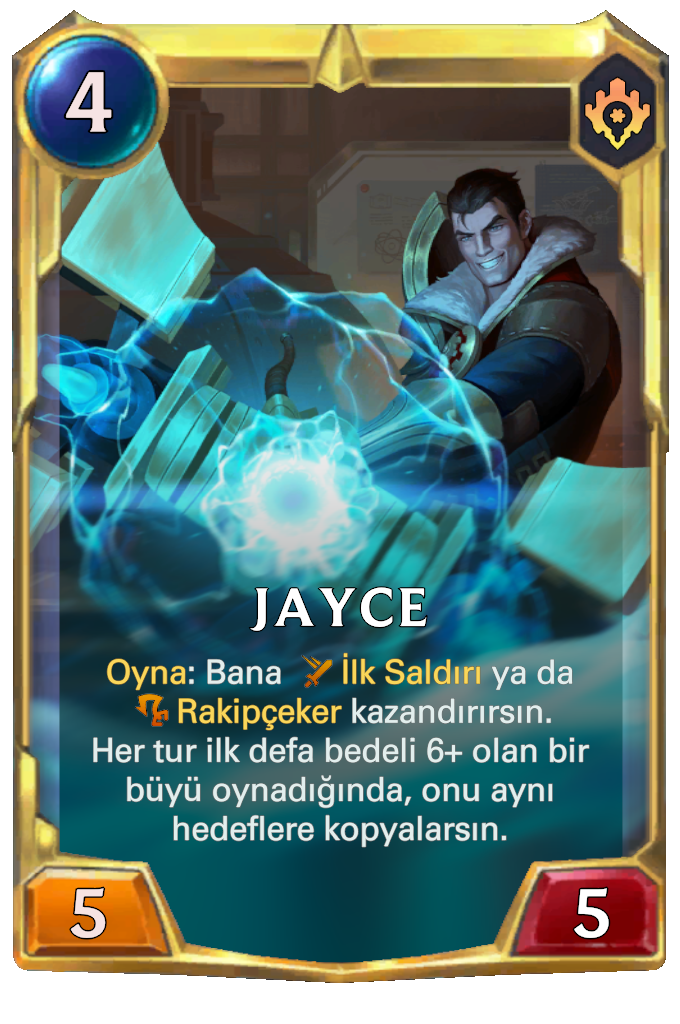 4
JAYCE
Oyna: Bana İlk Saldırı ya da
Rakipçeker kazandırırsın.
Her tur ilk defa bedeli 6+ olan bir
büyü oynadığında, onu aynı
hedeflere kopyalarsın.
5
5